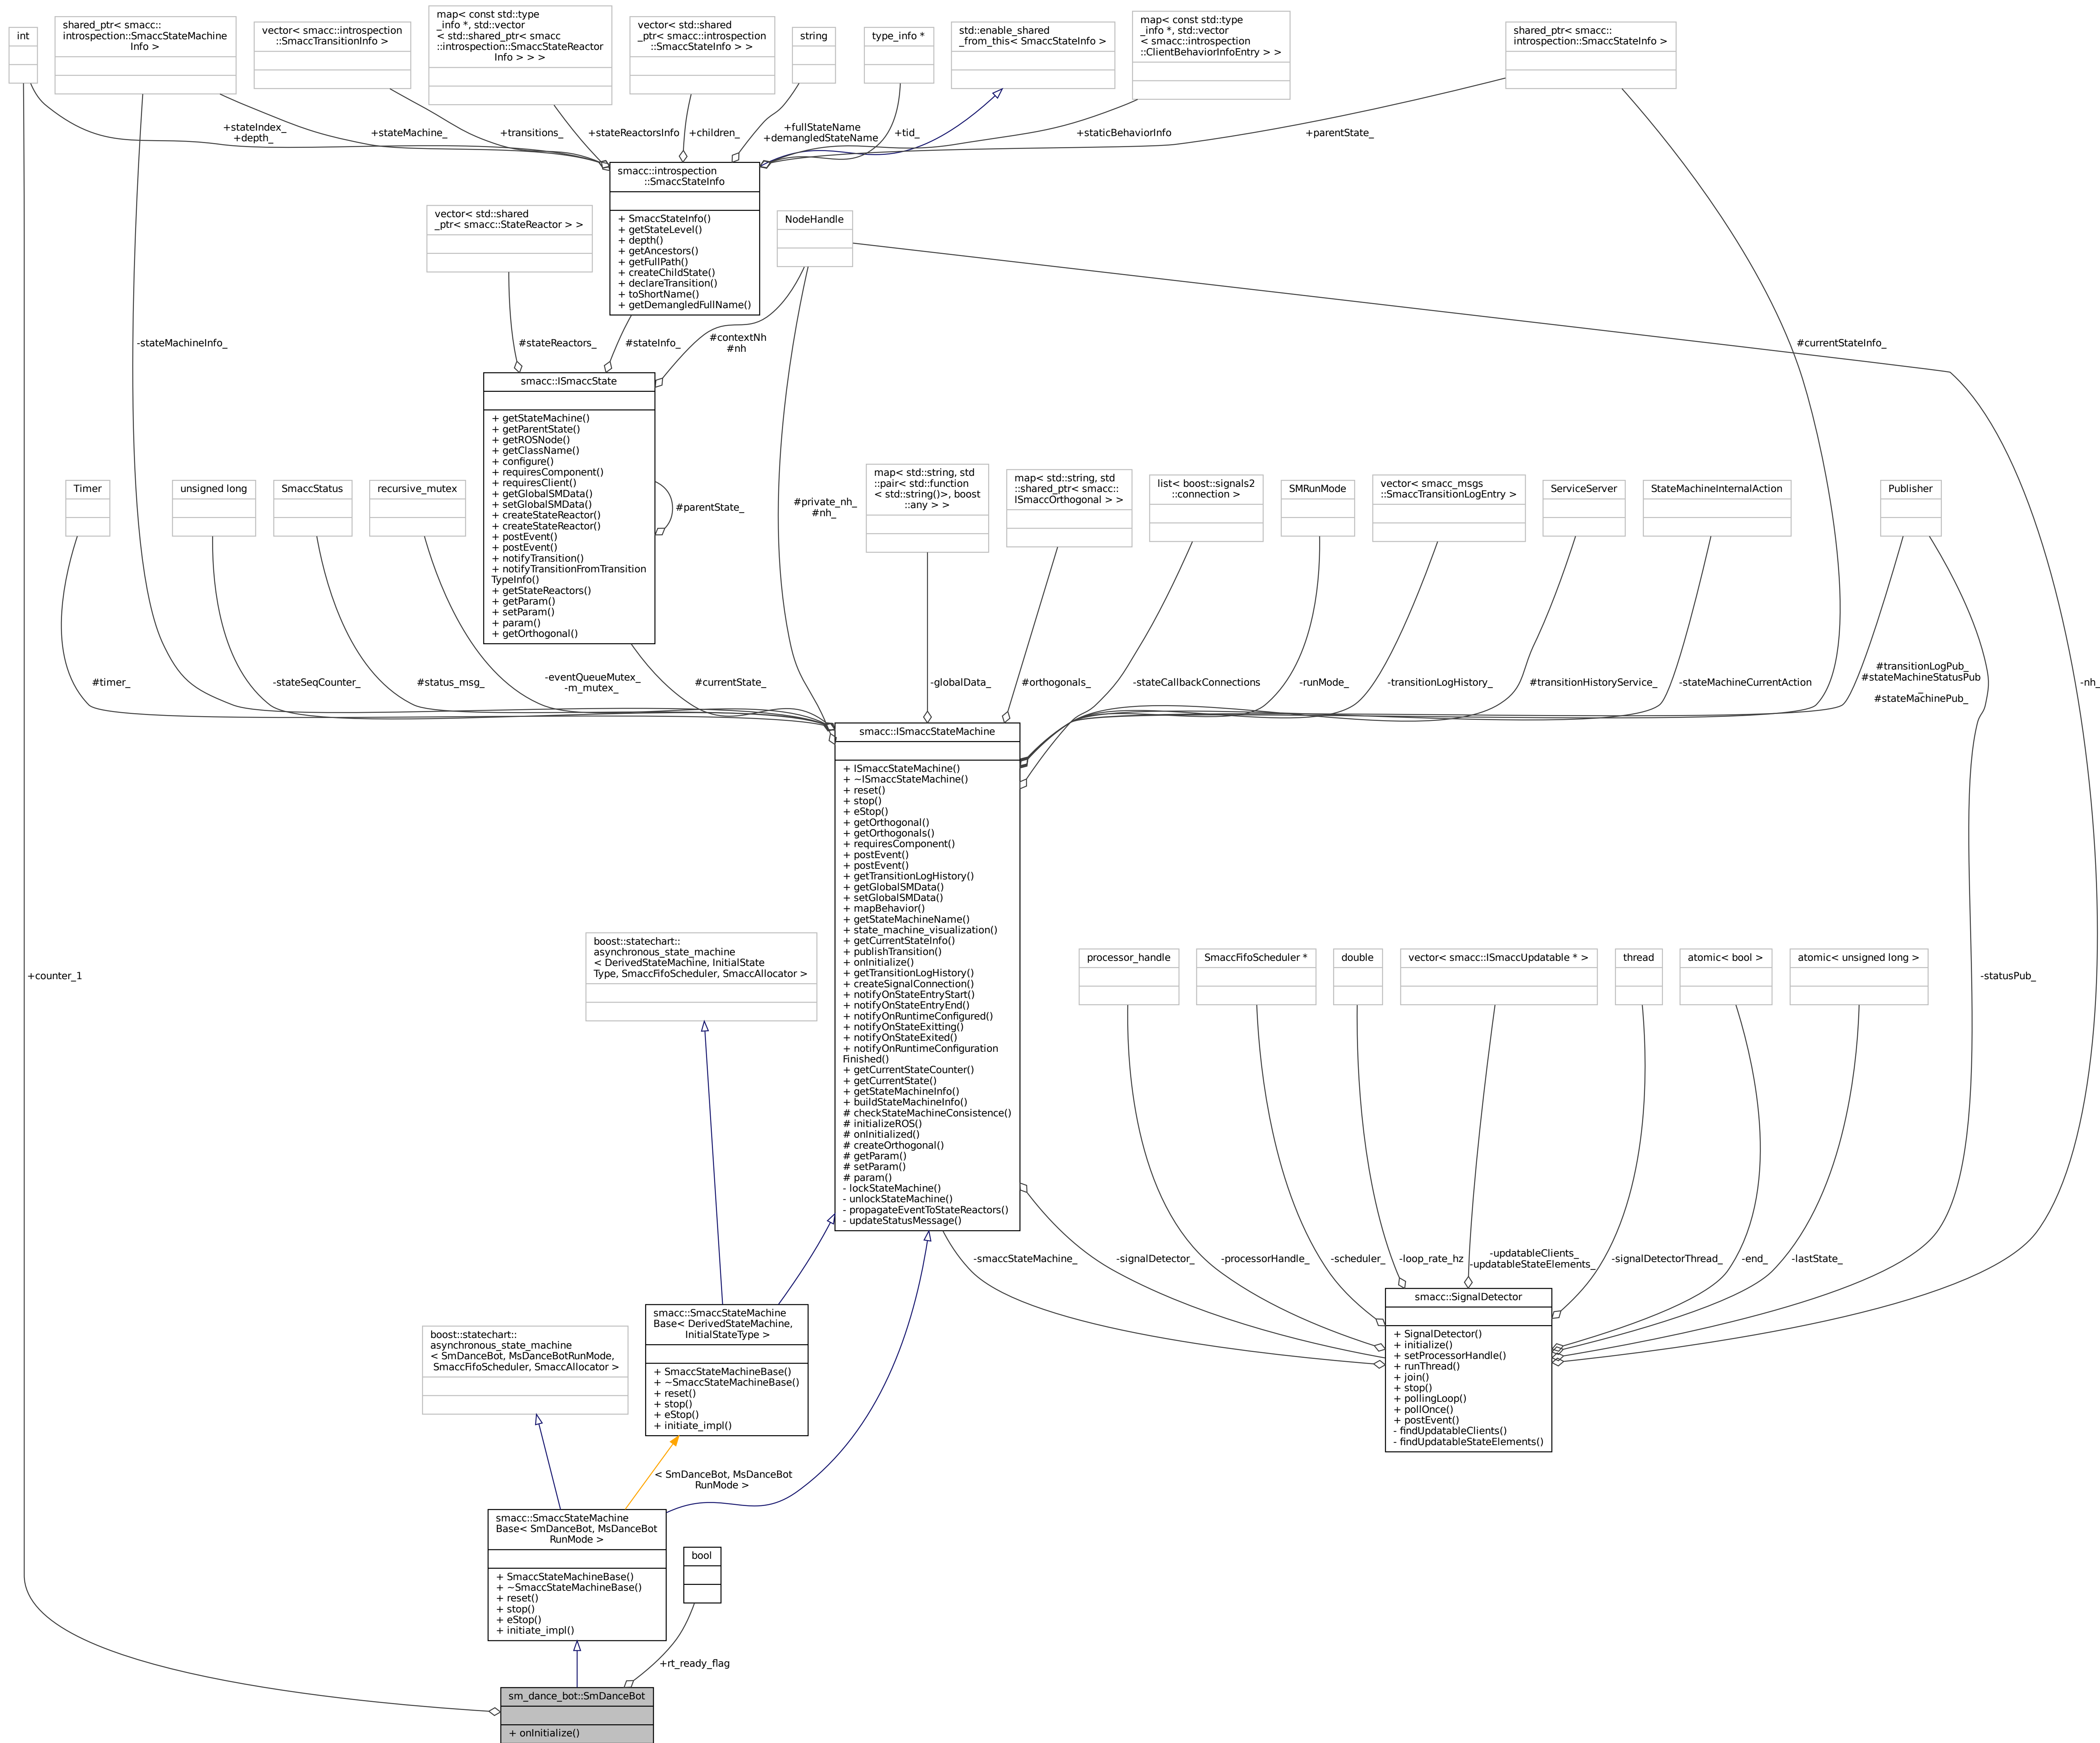 int
shared_ptr< smacc::
introspection::SmaccStateMachine
Info >
vector< smacc::introspection
::SmaccTransitionInfo >
map< const std::type
_info *, std::vector
< std::shared_ptr< smacc
::introspection::SmaccStateReactor
Info > > >
vector< std::shared
_ptr< smacc::introspection
::SmaccStateInfo > >
string
type_info *
std::enable_shared
_from_this< SmaccStateInfo >
map< const std::type
_info *, std::vector
< smacc::introspection
::ClientBehaviorInfoEntry > >
shared_ptr< smacc::
introspection::SmaccStateInfo >
+stateIndex_
+depth_
+stateMachine_
+transitions_
+stateReactorsInfo
+children_
+fullStateName
+demangledStateName
+tid_
+staticBehaviorInfo
+parentState_
smacc::introspection
::SmaccStateInfo
+ SmaccStateInfo()
+ getStateLevel()
+ depth()
+ getAncestors()
+ getFullPath()
+ createChildState()
+ declareTransition()
+ toShortName()
+ getDemangledFullName()
vector< std::shared
_ptr< smacc::StateReactor > >
NodeHandle
-stateMachineInfo_
#stateReactors_
#stateInfo_
#contextNh
#nh
#currentStateInfo_
smacc::ISmaccState
+ getStateMachine()
+ getParentState()
+ getROSNode()
+ getClassName()
+ configure()
+ requiresComponent()
+ requiresClient()
+ getGlobalSMData()
+ setGlobalSMData()
+ createStateReactor()
+ createStateReactor()
+ postEvent()
+ postEvent()
+ notifyTransition()
+ notifyTransitionFromTransition
TypeInfo()
+ getStateReactors()
+ getParam()
+ setParam()
+ param()
+ getOrthogonal()
#parentState_
#private_nh_
#nh_
Timer
unsigned long
SmaccStatus
recursive_mutex
map< std::string, std
::pair< std::function
< std::string()>, boost
::any > >
map< std::string, std
::shared_ptr< smacc::
ISmaccOrthogonal > >
list< boost::signals2
::connection >
SMRunMode
vector< smacc_msgs
::SmaccTransitionLogEntry >
ServiceServer
StateMachineInternalAction
Publisher
#timer_
-stateSeqCounter_
#status_msg_
-eventQueueMutex_
-m_mutex_
#currentState_
-globalData_
#orthogonals_
-stateCallbackConnections
-runMode_
-transitionLogHistory_
#transitionHistoryService_
-stateMachineCurrentAction
#transitionLogPub_
#stateMachineStatusPub
_
#stateMachinePub_
-nh_
smacc::ISmaccStateMachine
+ ISmaccStateMachine()
+ ~ISmaccStateMachine()
+ reset()
+ stop()
+ eStop()
+ getOrthogonal()
+ getOrthogonals()
+ requiresComponent()
+ postEvent()
+ postEvent()
+ getTransitionLogHistory()
+ getGlobalSMData()
+ setGlobalSMData()
+ mapBehavior()
+ getStateMachineName()
+ state_machine_visualization()
+ getCurrentStateInfo()
+ publishTransition()
+ onInitialize()
+ getTransitionLogHistory()
+ createSignalConnection()
+ notifyOnStateEntryStart()
+ notifyOnStateEntryEnd()
+ notifyOnRuntimeConfigured()
+ notifyOnStateExitting()
+ notifyOnStateExited()
+ notifyOnRuntimeConfiguration
Finished()
+ getCurrentStateCounter()
+ getCurrentState()
+ getStateMachineInfo()
+ buildStateMachineInfo()
# checkStateMachineConsistence()
# initializeROS()
# onInitialized()
# createOrthogonal()
# getParam()
# setParam()
# param()
- lockStateMachine()
- unlockStateMachine()
- propagateEventToStateReactors()
- updateStatusMessage()
+counter_1
boost::statechart::
asynchronous_state_machine
< DerivedStateMachine, InitialState
Type, SmaccFifoScheduler, SmaccAllocator >
processor_handle
SmaccFifoScheduler *
double
vector< smacc::ISmaccUpdatable * >
thread
atomic< bool >
atomic< unsigned long >
-statusPub_
-smaccStateMachine_
-signalDetector_
-processorHandle_
-scheduler_
-loop_rate_hz
-updatableClients_
-updatableStateElements_
-signalDetectorThread_
-end_
-lastState_
smacc::SignalDetector
+ SignalDetector()
+ initialize()
+ setProcessorHandle()
+ runThread()
+ join()
+ stop()
+ pollingLoop()
+ pollOnce()
+ postEvent()
- findUpdatableClients()
- findUpdatableStateElements()
smacc::SmaccStateMachine
Base< DerivedStateMachine,
InitialStateType >
+ SmaccStateMachineBase()
+ ~SmaccStateMachineBase()
+ reset()
+ stop()
+ eStop()
+ initiate_impl()
boost::statechart::
asynchronous_state_machine
< SmDanceBot, MsDanceBotRunMode,
SmaccFifoScheduler, SmaccAllocator >
< SmDanceBot, MsDanceBot
RunMode >
smacc::SmaccStateMachine
Base< SmDanceBot, MsDanceBot
RunMode >
+ SmaccStateMachineBase()
+ ~SmaccStateMachineBase()
+ reset()
+ stop()
+ eStop()
+ initiate_impl()
bool
+rt_ready_flag
sm_dance_bot::SmDanceBot
+ onInitialize()